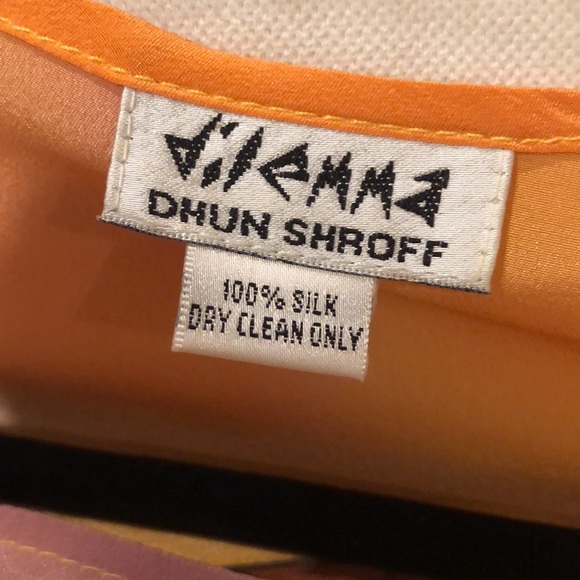 dilemma
DHUN SHROFF
100% SILK
DRY CLEAN ONLY